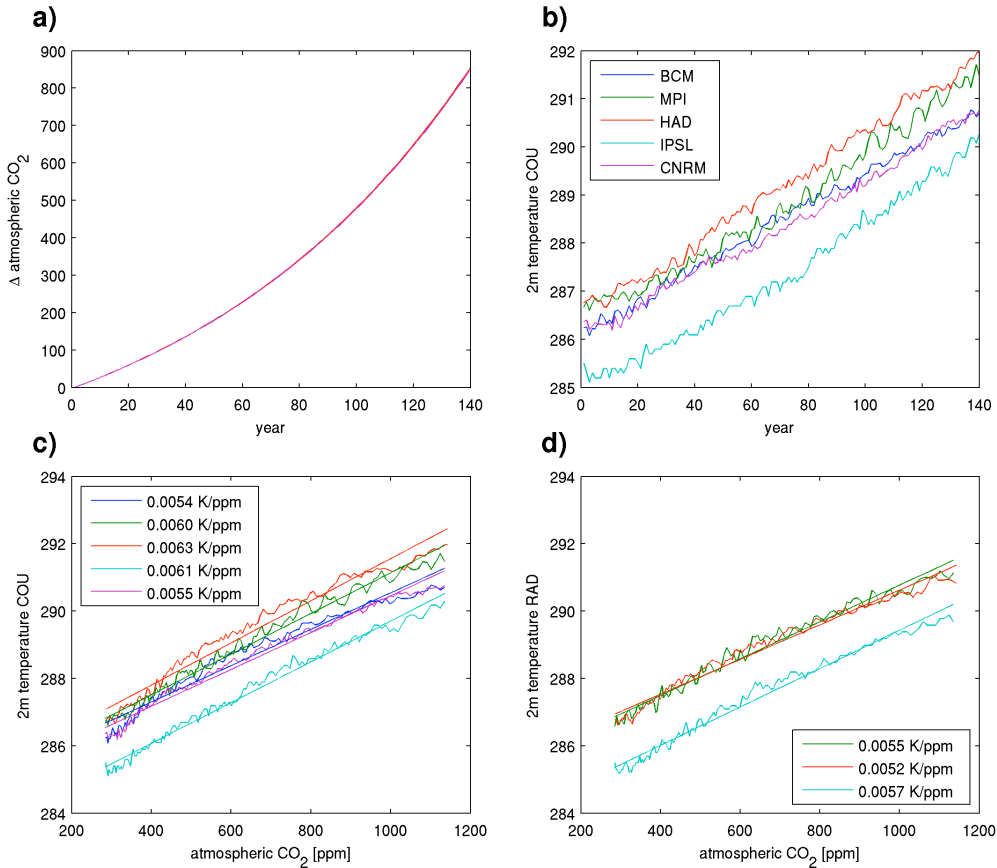 a)
900
800
700
600
500
400
300
200
100
0
Δ atmospheric CO2
0 20 40 60 80 100 120 140
year
b)
292
291
290
289
288
287
286
285
2m temperature COU
BCM
MPI
HAD
IPSL
CNRM
0 20 40 60 80 100 120 140
year
c)
294
292
290
288
286
284
2m temperature COU
0.0054 K/ppm
0.0060 K/ppm
0.0063 K/ppm
0.0061 K/ppm
0.0055 K/ppm
200 400 600 800 1000 1200
atmospheric CO2 [ppm]
d)
294
292
290
288
286
284
2m temperature RAD
0.0055 K/ppm
0.0052 K/ppm
0.0057 K/ppm
200 400 600 800 1000 1200
atmospheric CO2 [ppm]